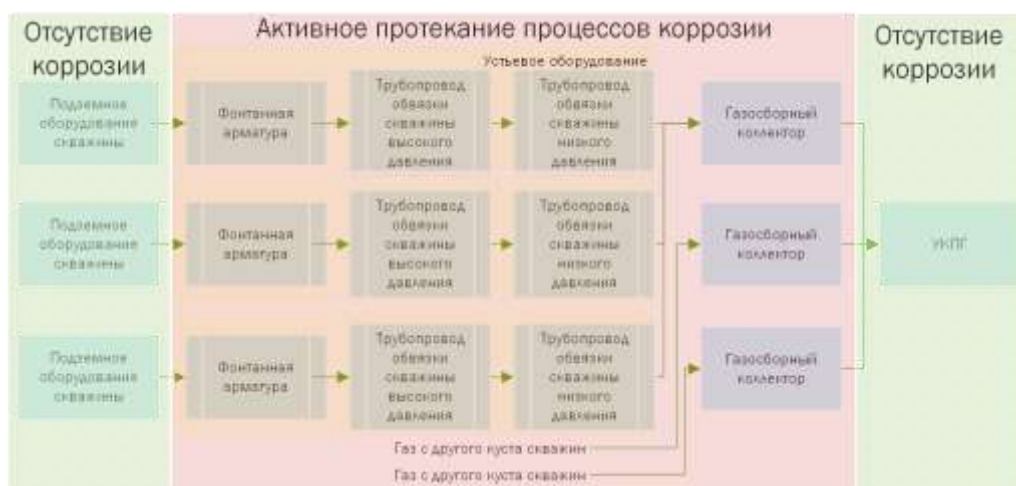 Отсутствие
коррозии
Активное протекание процессов коррозии
Отсутствие
коррозии
Устьевое оборудование
Подземное
оборудование
скважины
Фонтанная
арматура
Трубопровод
обвязки
скважины
высокого
давления
Трубопровод
обвязки
скважины
низкого
давления
Газосборный
коллектор
Подземное
оборудование
скважины
Фонтанная
арматура
Трубопровод
обвязки
скважины
высокого
давления
Трубопровод
обвязки
скважины
низкого
давления
Газосборный
коллектор
УКПГ
Подземное
оборудование
скважины
Фонтанная
арматура
Трубопровод
обвязки
скважины
высокого
давления
Трубопровод
обвязки
скважины
низкого
давления
Газосборный
коллектор
Газ с другого куста скважин
Газ с другого куста скважин